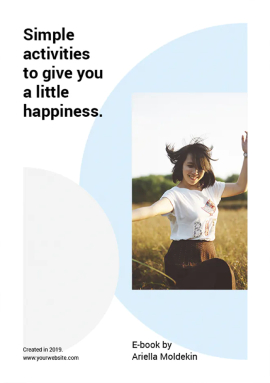 Simple
activities
to give you
a little
happiness.
Created in 2019.
www.yourwebsite.com
E-book by
Ariella Moldekin